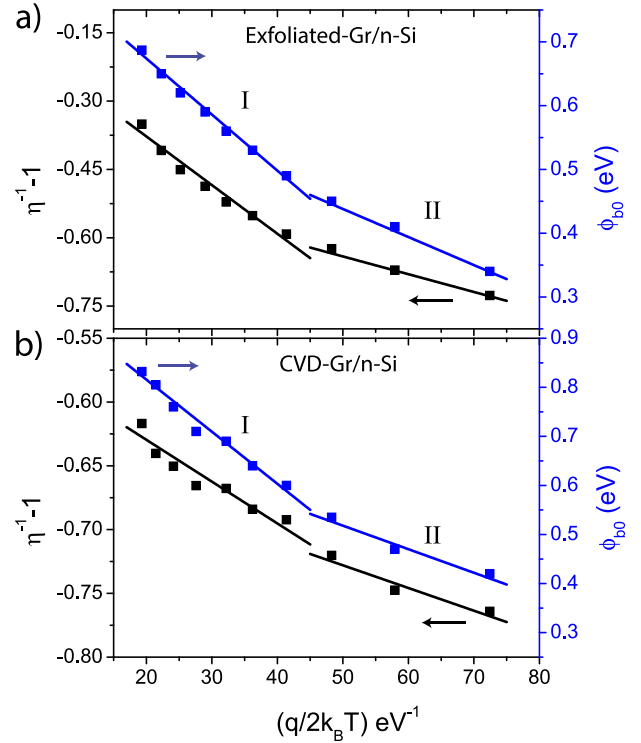 a)
Exfoliated-Gr/n-Si
-0.15
-0.30
-0.45
-0.60
-0.75
η⁻¹-1
I
II
0.7
0.6
0.5
0.4
0.3
ϕb0 (eV)
b)
CVD-Gr/n-Si
-0.55
-0.60
-0.65
-0.70
-0.75
-0.80
η⁻¹-1
I
II
0.9
0.8
0.7
0.6
0.5
0.4
0.3
ϕb0 (eV)
20 30 40 50 60 70 80
(q/2kBT) eV⁻¹